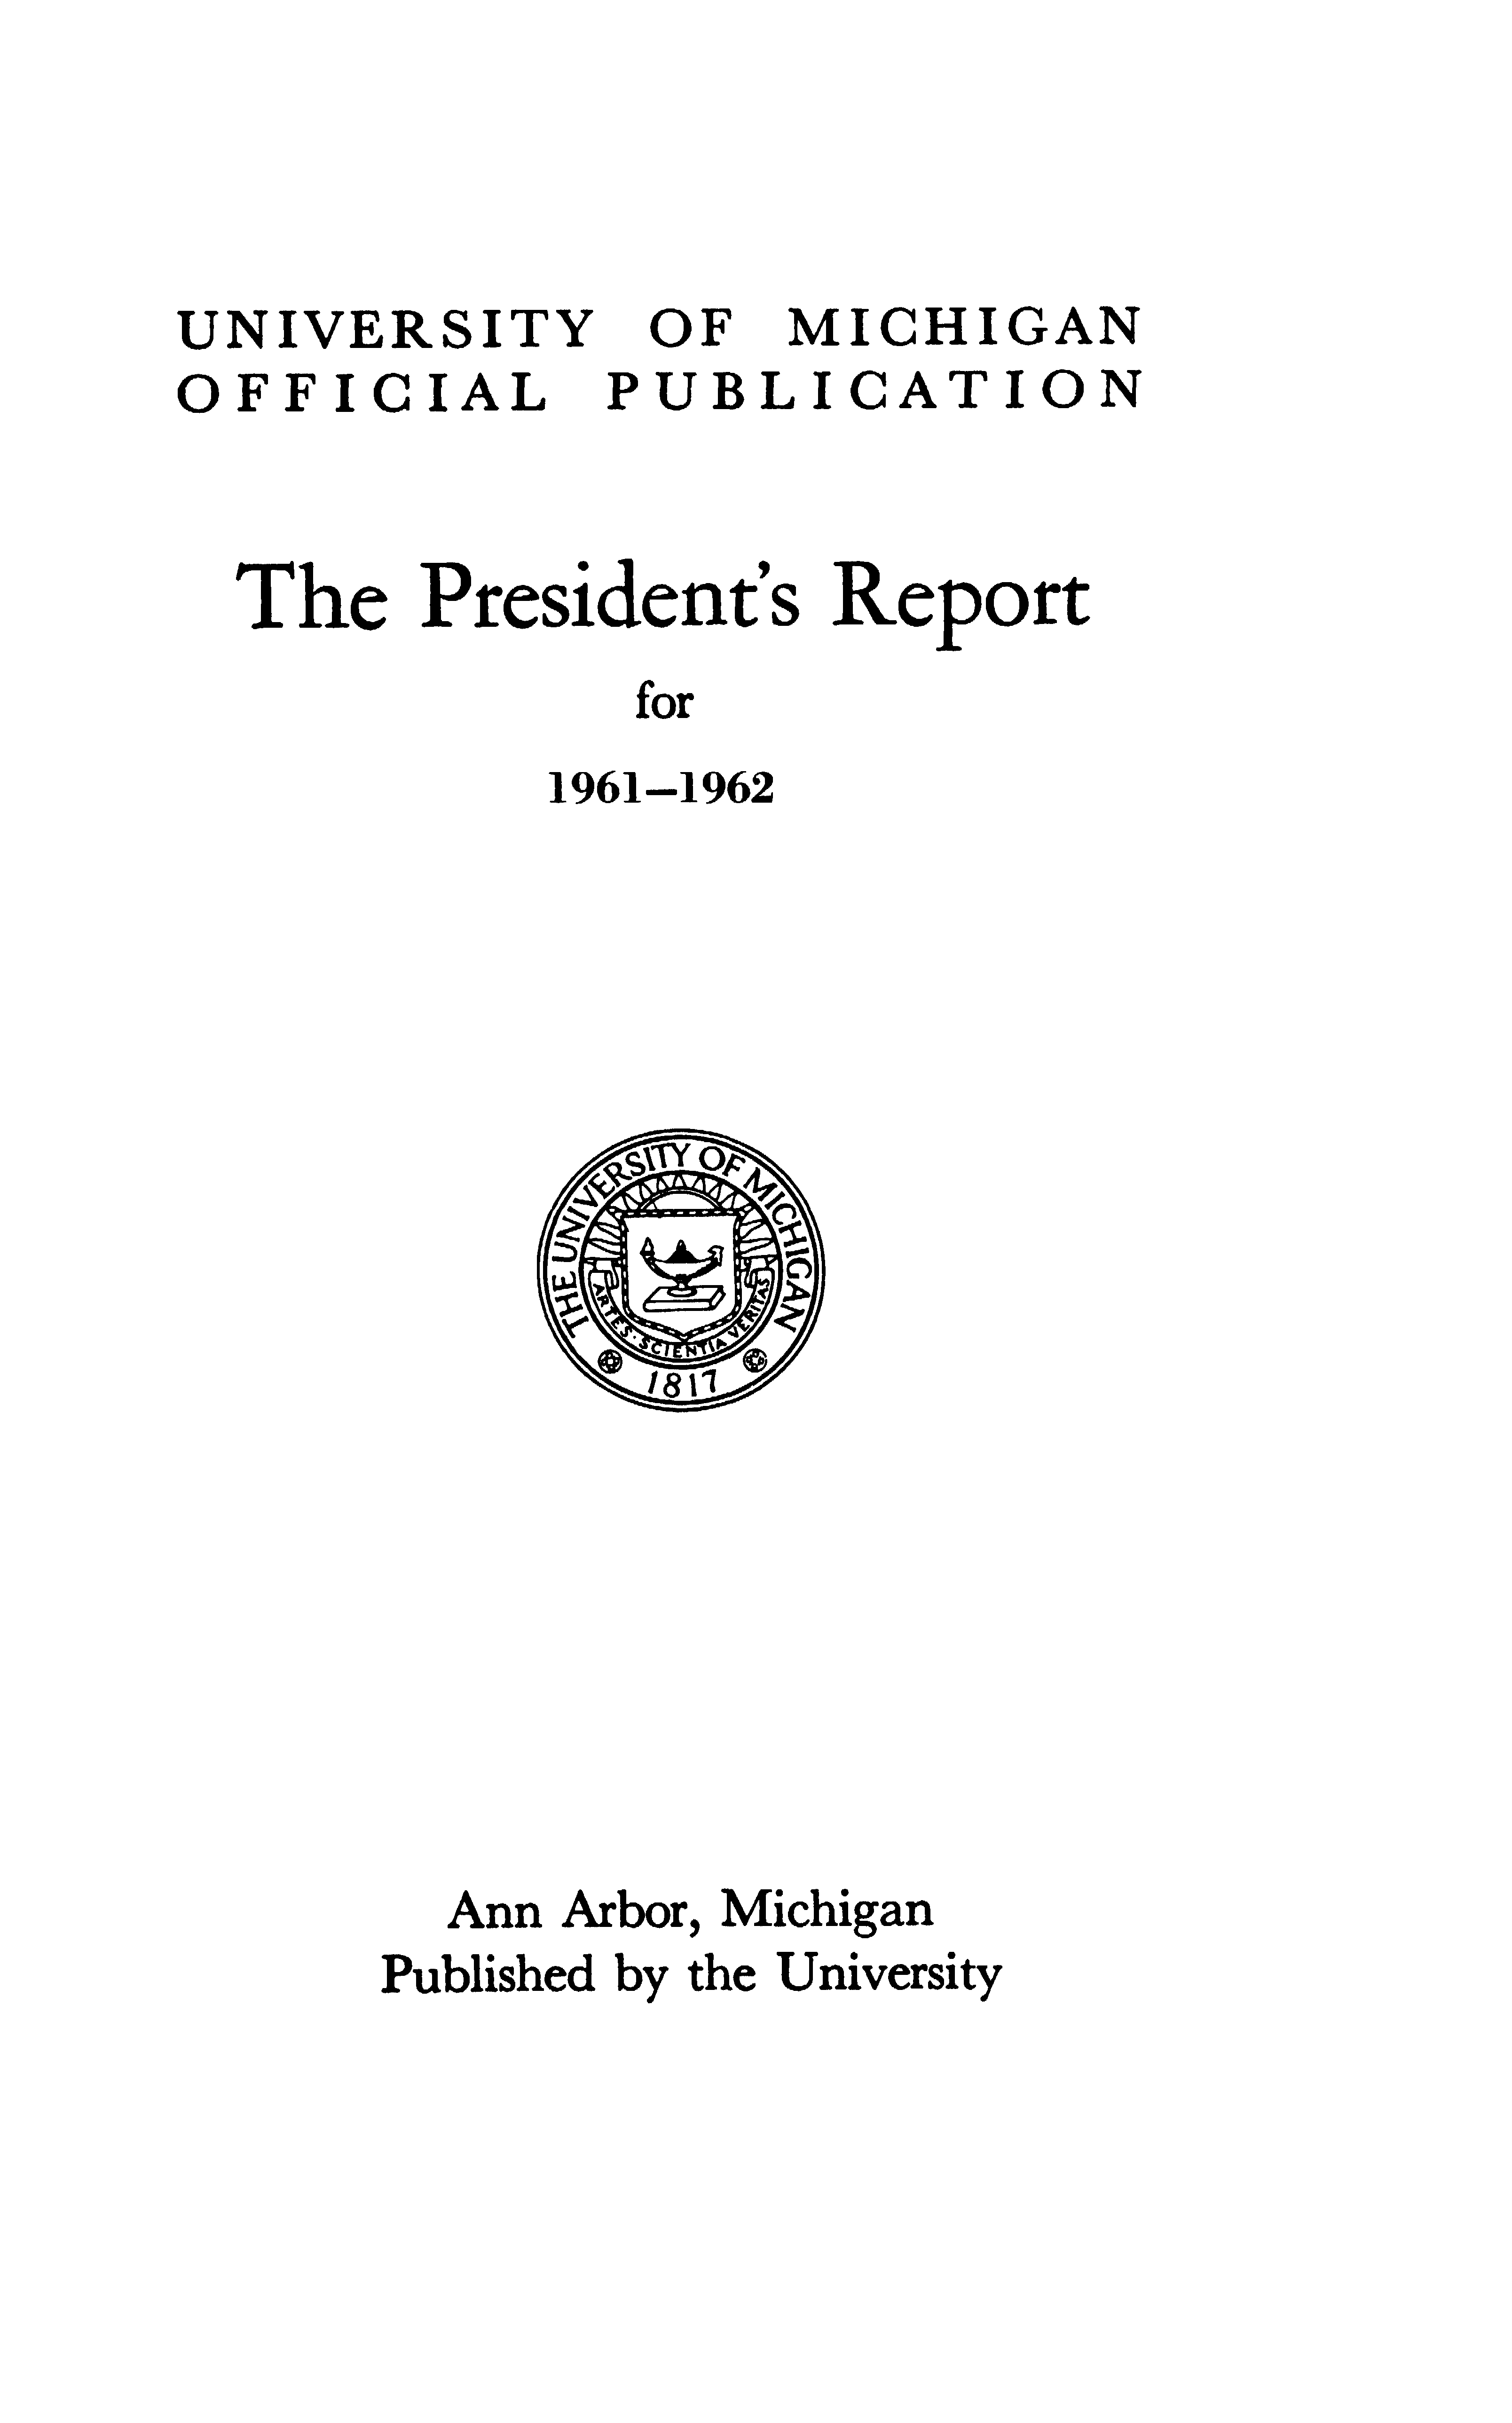 UNIVERSITY OF MICHIGAN
OFFICIAL PUBLICATION
The President's Report
for
1961–1962
THE UNIVERSITY OF MICHIGAN
ARTES·SCIENTIA VERITAS
1817
Ann Arbor, Michigan
Published by the University